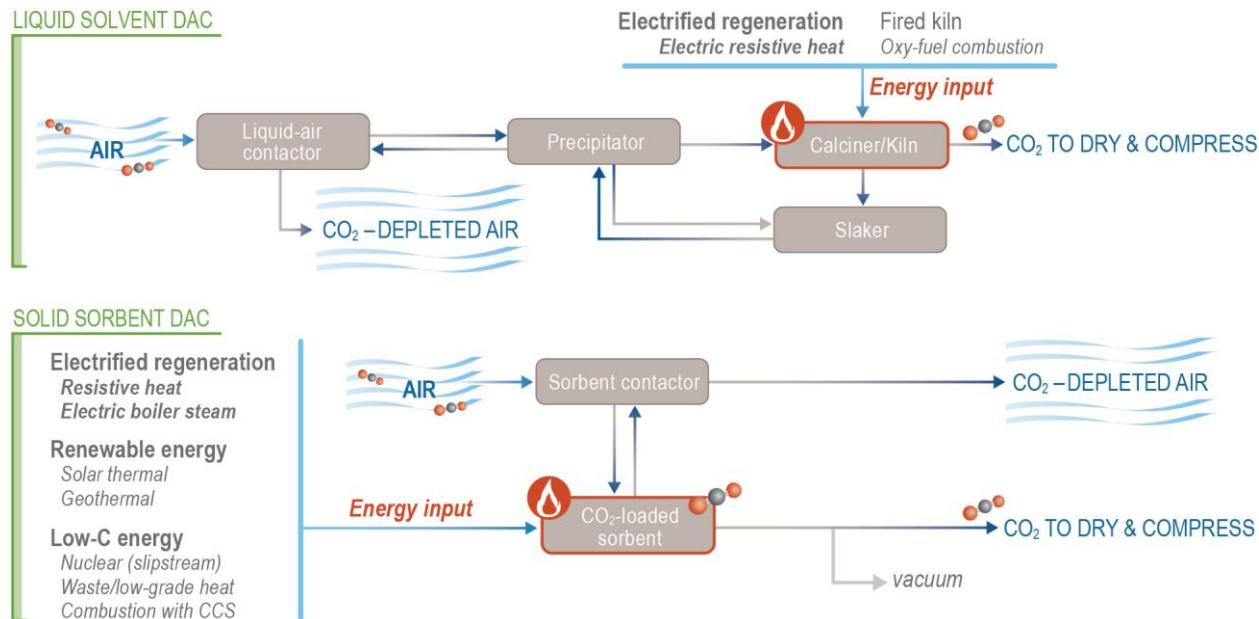 LIQUID SOLVENT DAC
Electrified regeneration
Electric resistive heat
Fired kiln
Oxy-fuel combustion
Energy input
AIR
Liquid-air
contactor
Precipitator
Calciner/Kiln
CO₂ TO DRY & COMPRESS
CO₂ –DEPLETED AIR
Slaker
SOLID SORBENT DAC
Electrified regeneration
Resistive heat
Electric boiler steam
Renewable energy
Solar thermal
Geothermal
Low-C energy
Nuclear (slipstream)
Waste/low-grade heat
Combustion with CCS
AIR
Sorbent contactor
CO₂ –DEPLETED AIR
Energy input
CO₂-loaded
sorbent
CO₂ TO DRY & COMPRESS
vacuum